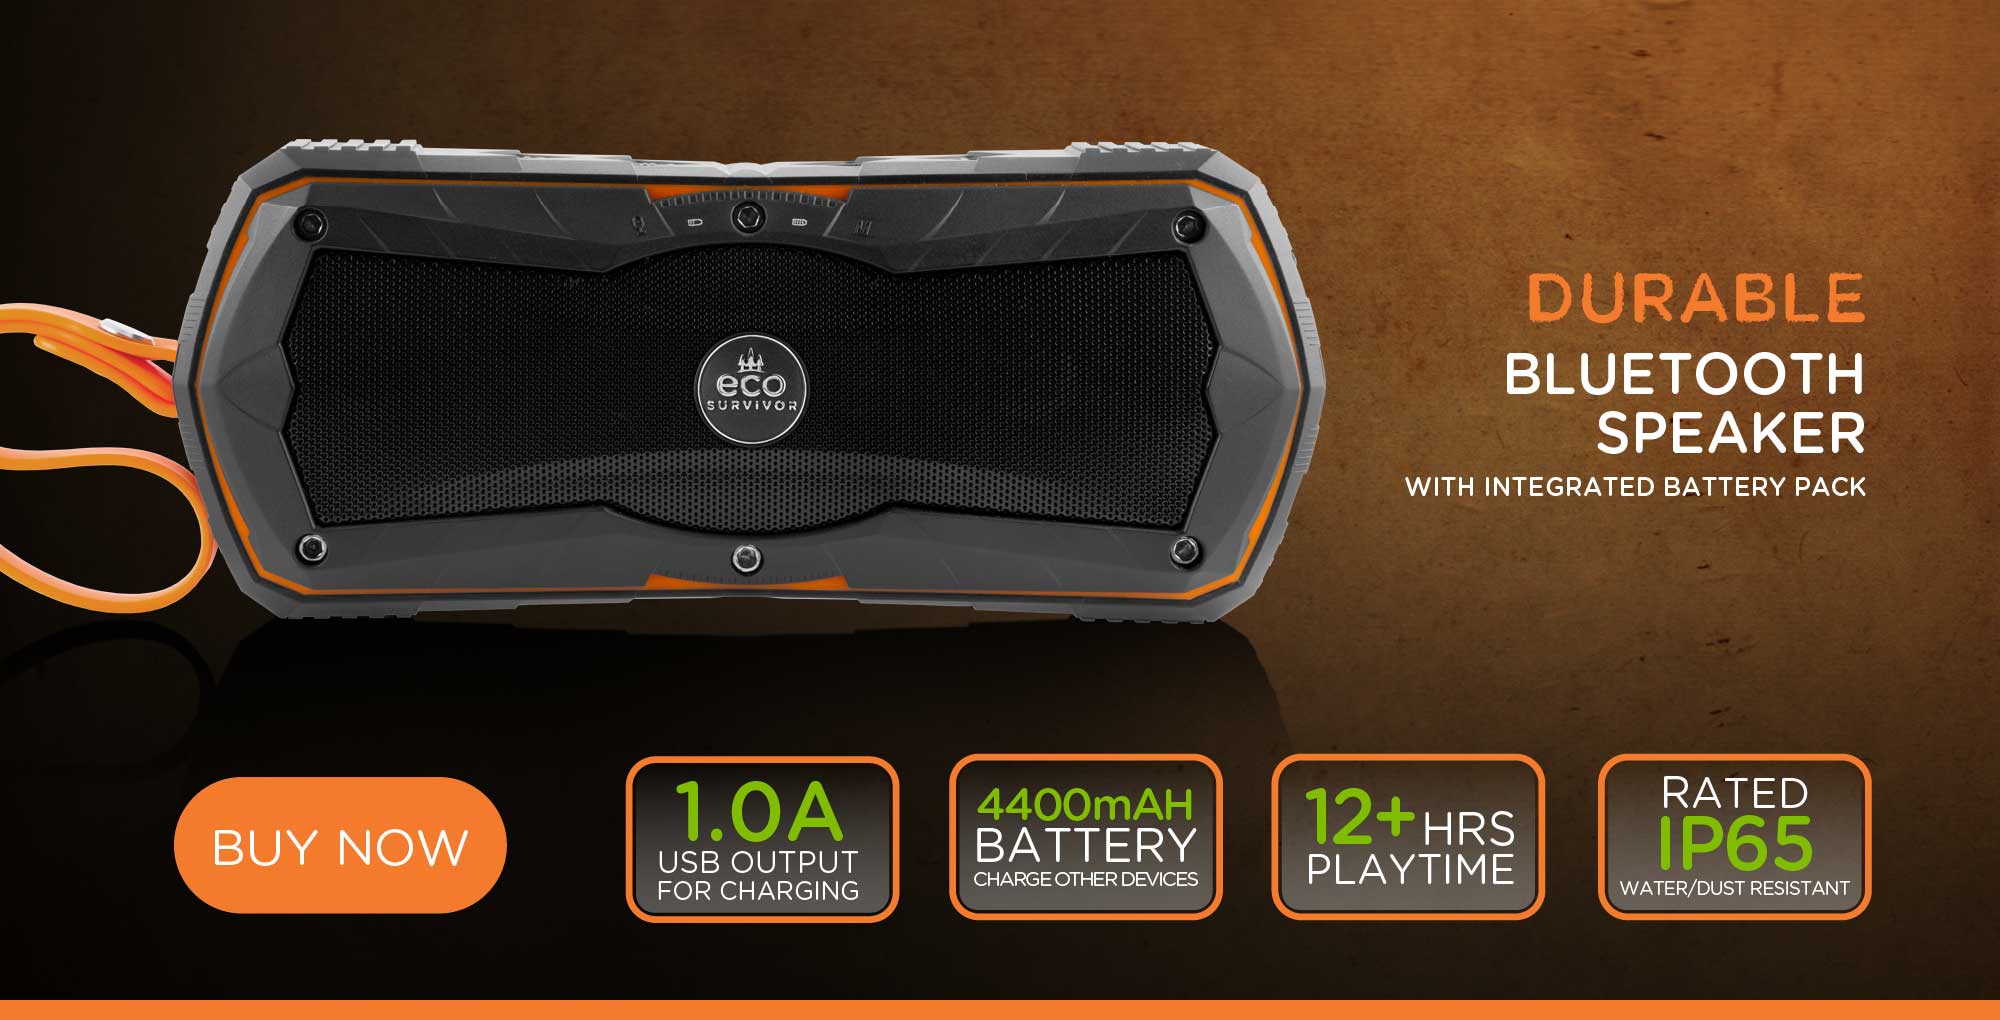 eco
SURVIVOR
DURABLE
BLUETOOTH
SPEAKER
WITH INTEGRATED BATTERY PACK
BUY NOW
1.0A
USB OUTPUT
FOR CHARGING
4400mAH
BATTERY
CHARGE OTHER DEVICES
12+ HRS
PLAYTIME
RATED
IP65
WATER/DUST RESISTANT